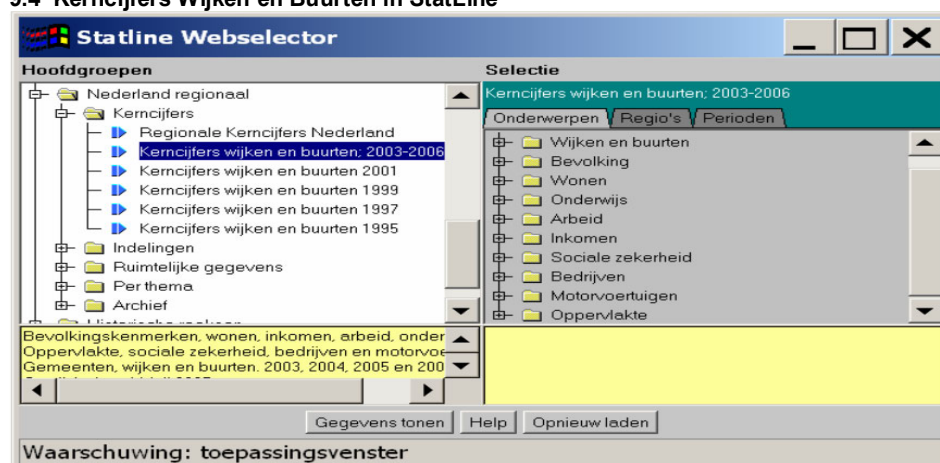 5.4 Kerncijfers Wijken en Buurten in StatLine
Statline Webselector
Hoofdgroepen
Nederland regionaal
Kerncijfers
Regionale Kerncijfers Nederland
Kerncijfers wijken en buurten; 2003-2006
Kerncijfers wijken en buurten 2001
Kerncijfers wijken en buurten 1999
Kerncijfers wijken en buurten 1997
Kerncijfers wijken en buurten 1995
Indelingen
Ruimtelijke gegevens
Per thema
Archief
Bevolkingskenmerken, wonen, inkomen, arbeid, onder
Oppervlakte, sociale zekerheid, bedrijven en motorvoe
Gemeenten, wijken en buurten. 2003, 2004, 2005 en 200
Selectie
Kerncijfers wijken en buurten; 2003-2006
Onderwerpen Regio's Perioden
Wijken en buurten
Bevolking
Wonen
Onderwijs
Arbeid
Inkomen
Sociale zekerheid
Bedrijven
Motorvoertuigen
Oppervlakte
Gegevens tonen Help Opnieuw laden
Waarschuwing: toepassingsvenster